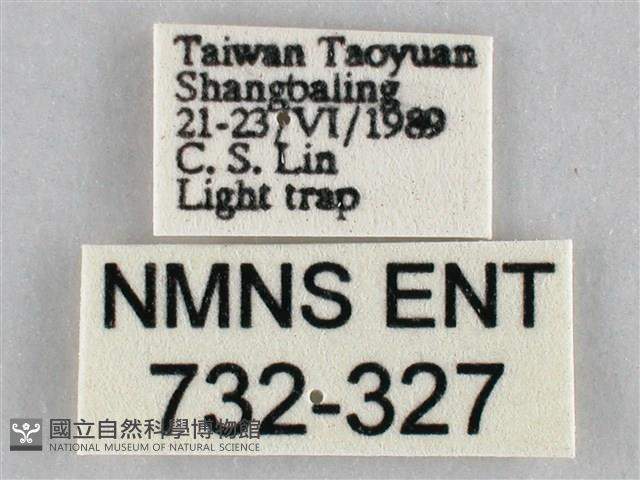 Taiwan Taoyuan
Shangbaling
21-23/VI/1989
C. S. Lin
Light trap
NMNS ENT
732-327
國立自然科學博物館
NATIONAL MUSEUM OF NATURAL SCIENCE